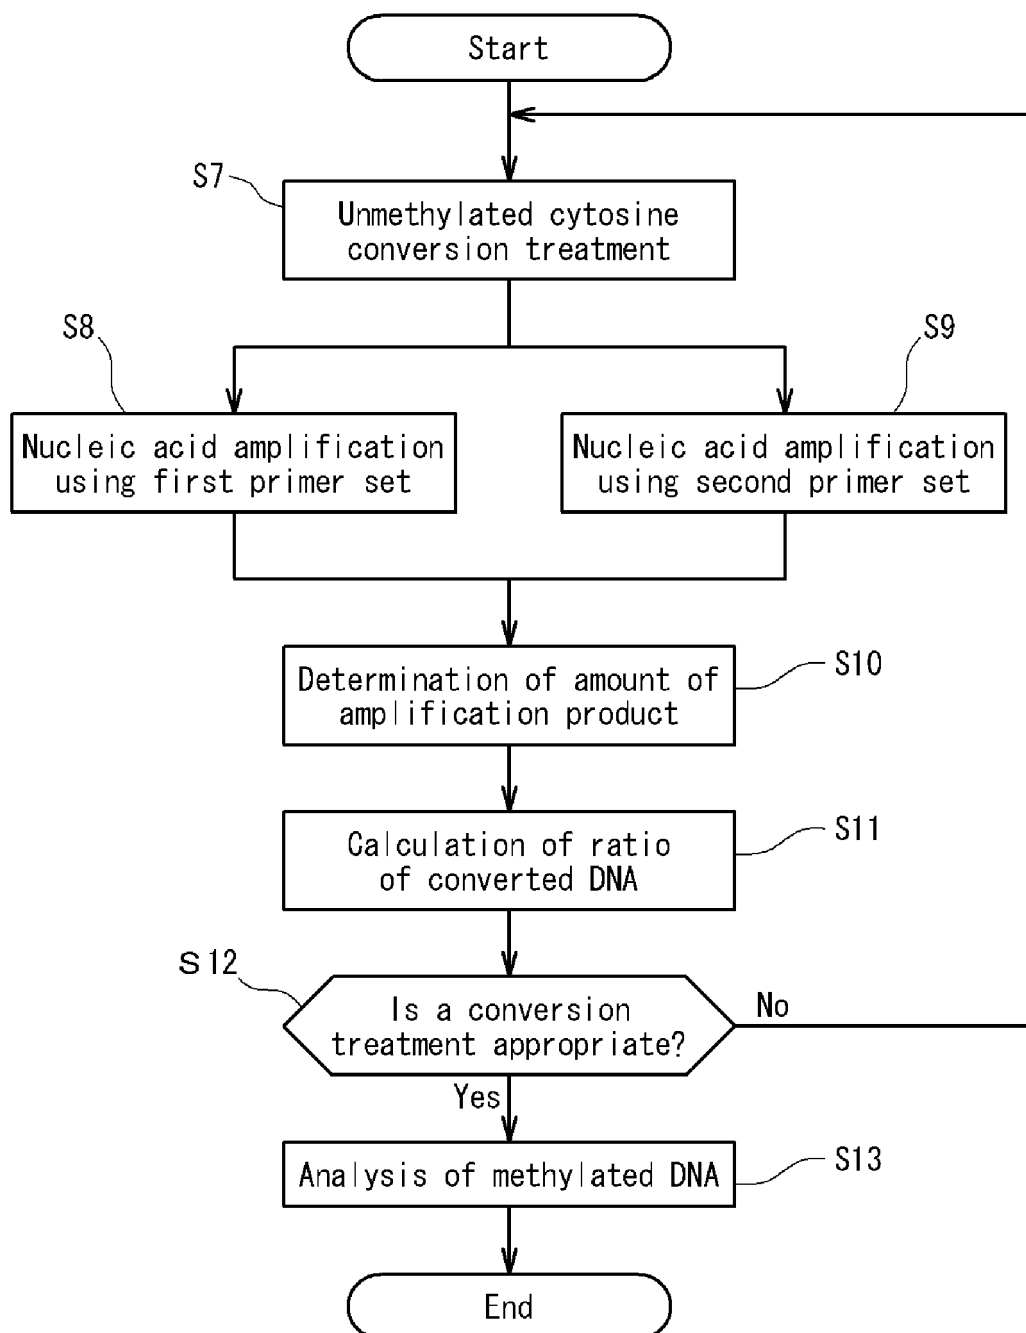 Start
S7
Unmethylated cytosine
conversion treatment
S8
S9
Nucleic acid amplification
using first primer set
Nucleic acid amplification
using second primer set
S10
Determination of amount of
amplification product
S11
Calculation of ratio
of converted DNA
S12
Is a conversion
treatment appropriate?
No
Yes
S13
Analysis of methylated DNA
End